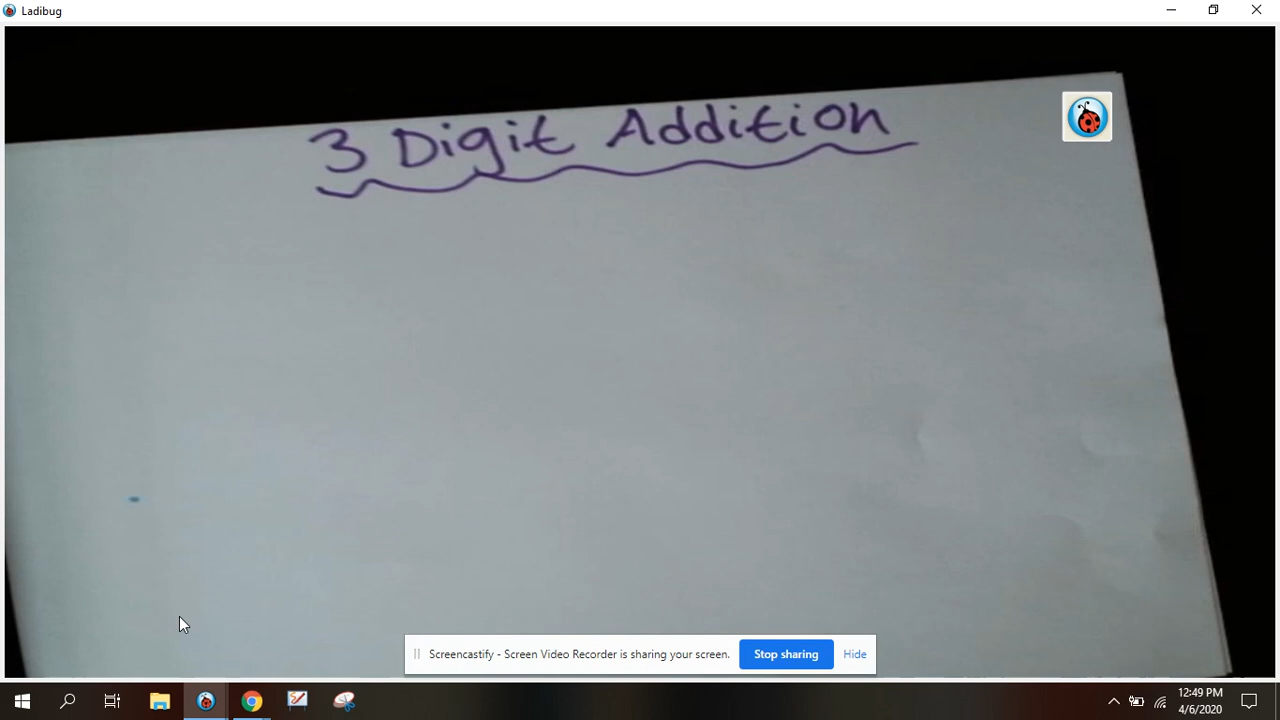 Ladibug
3 Digit Addition
Screencastify - Screen Video Recorder is sharing your screen.
Stop sharing
Hide
12:49 PM
4/6/2020